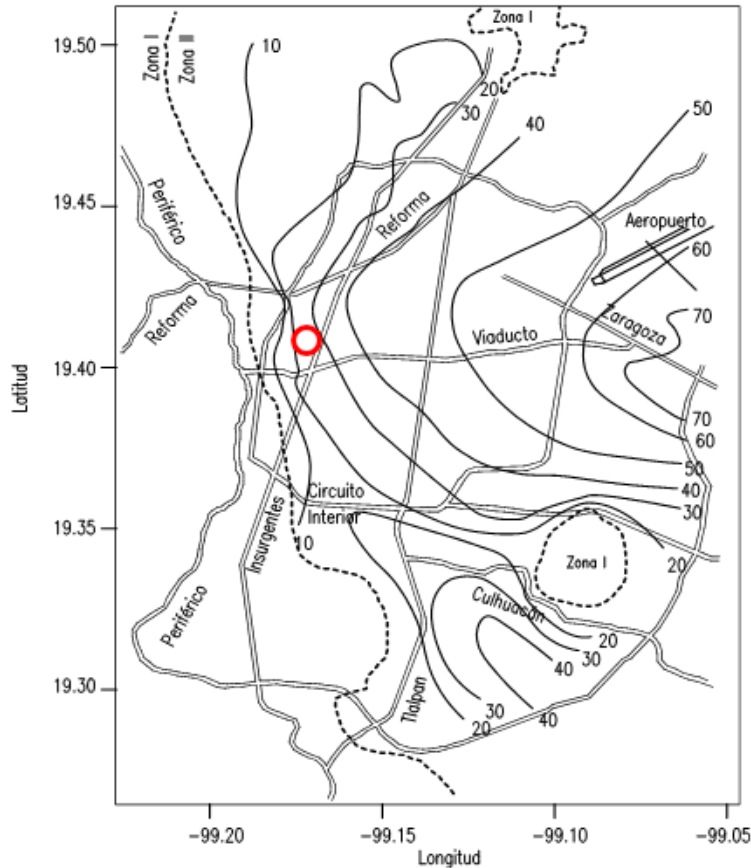 Zona I
19.50
Zona I
Zona II
10
20
30
40
50
19.45
Periférico
Reforma
Aeropuerto
60
Reforma
70
Zaragoza
Viaducto
19.40
Latitud
70
60
50
40
30
Circuito
Interior
19.35
10
Insurgentes
Zona I
20
Periférico
Culhuacán
20
30
40
19.30
Tlalpan
30
20
40
-99.20
-99.15
-99.10
-99.05
Longitud